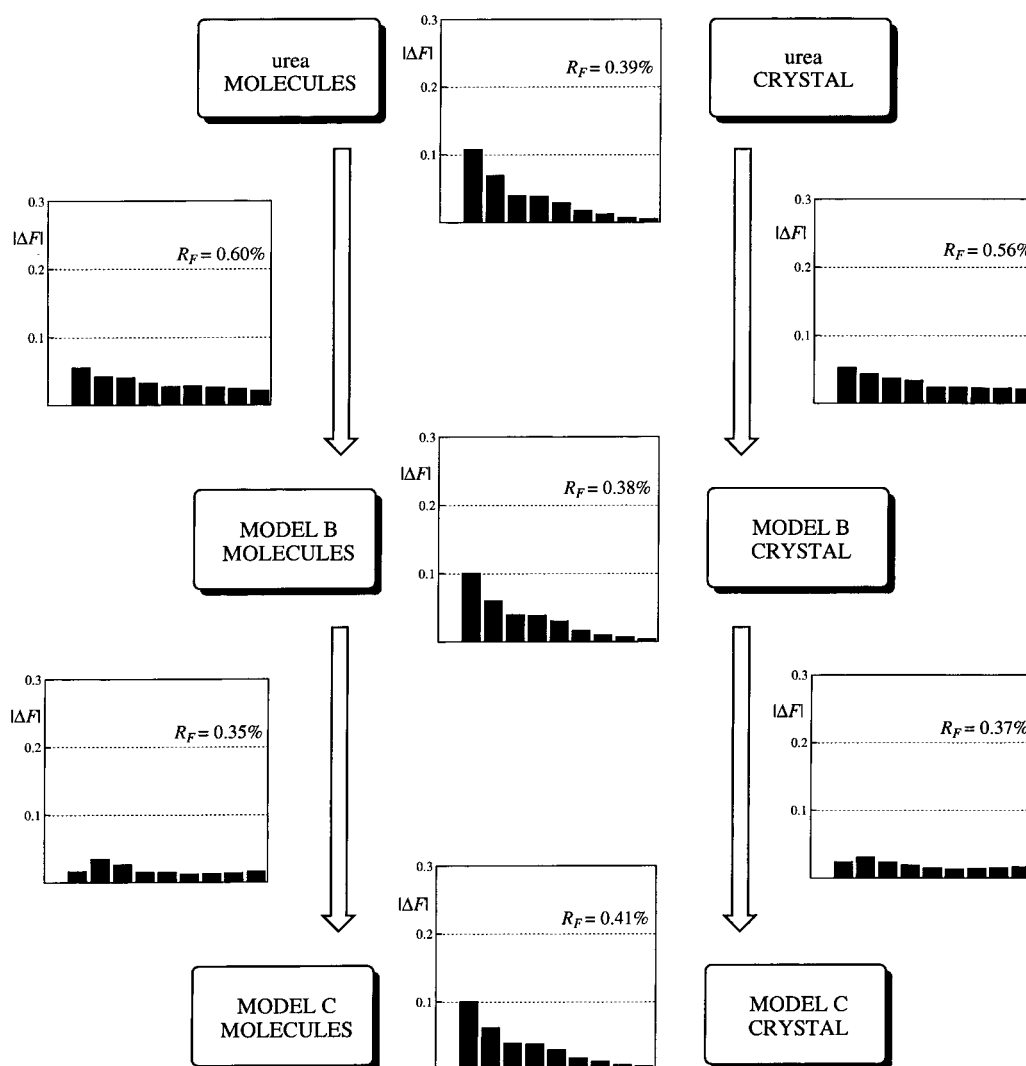 urea
MOLECULES
0.3
|ΔF|
R_F = 0.39%
0.2
0.1
urea
CRYSTAL
0.3
|ΔF|
R_F = 0.60%
0.2
0.1
0.3
|ΔF|
R_F = 0.56%
0.2
0.1
MODEL B
MOLECULES
0.3
|ΔF|
R_F = 0.38%
0.2
0.1
MODEL B
CRYSTAL
0.3
|ΔF|
R_F = 0.35%
0.2
0.1
0.3
|ΔF|
R_F = 0.37%
0.2
0.1
MODEL C
MOLECULES
0.3
|ΔF|
R_F = 0.41%
0.2
0.1
MODEL C
CRYSTAL